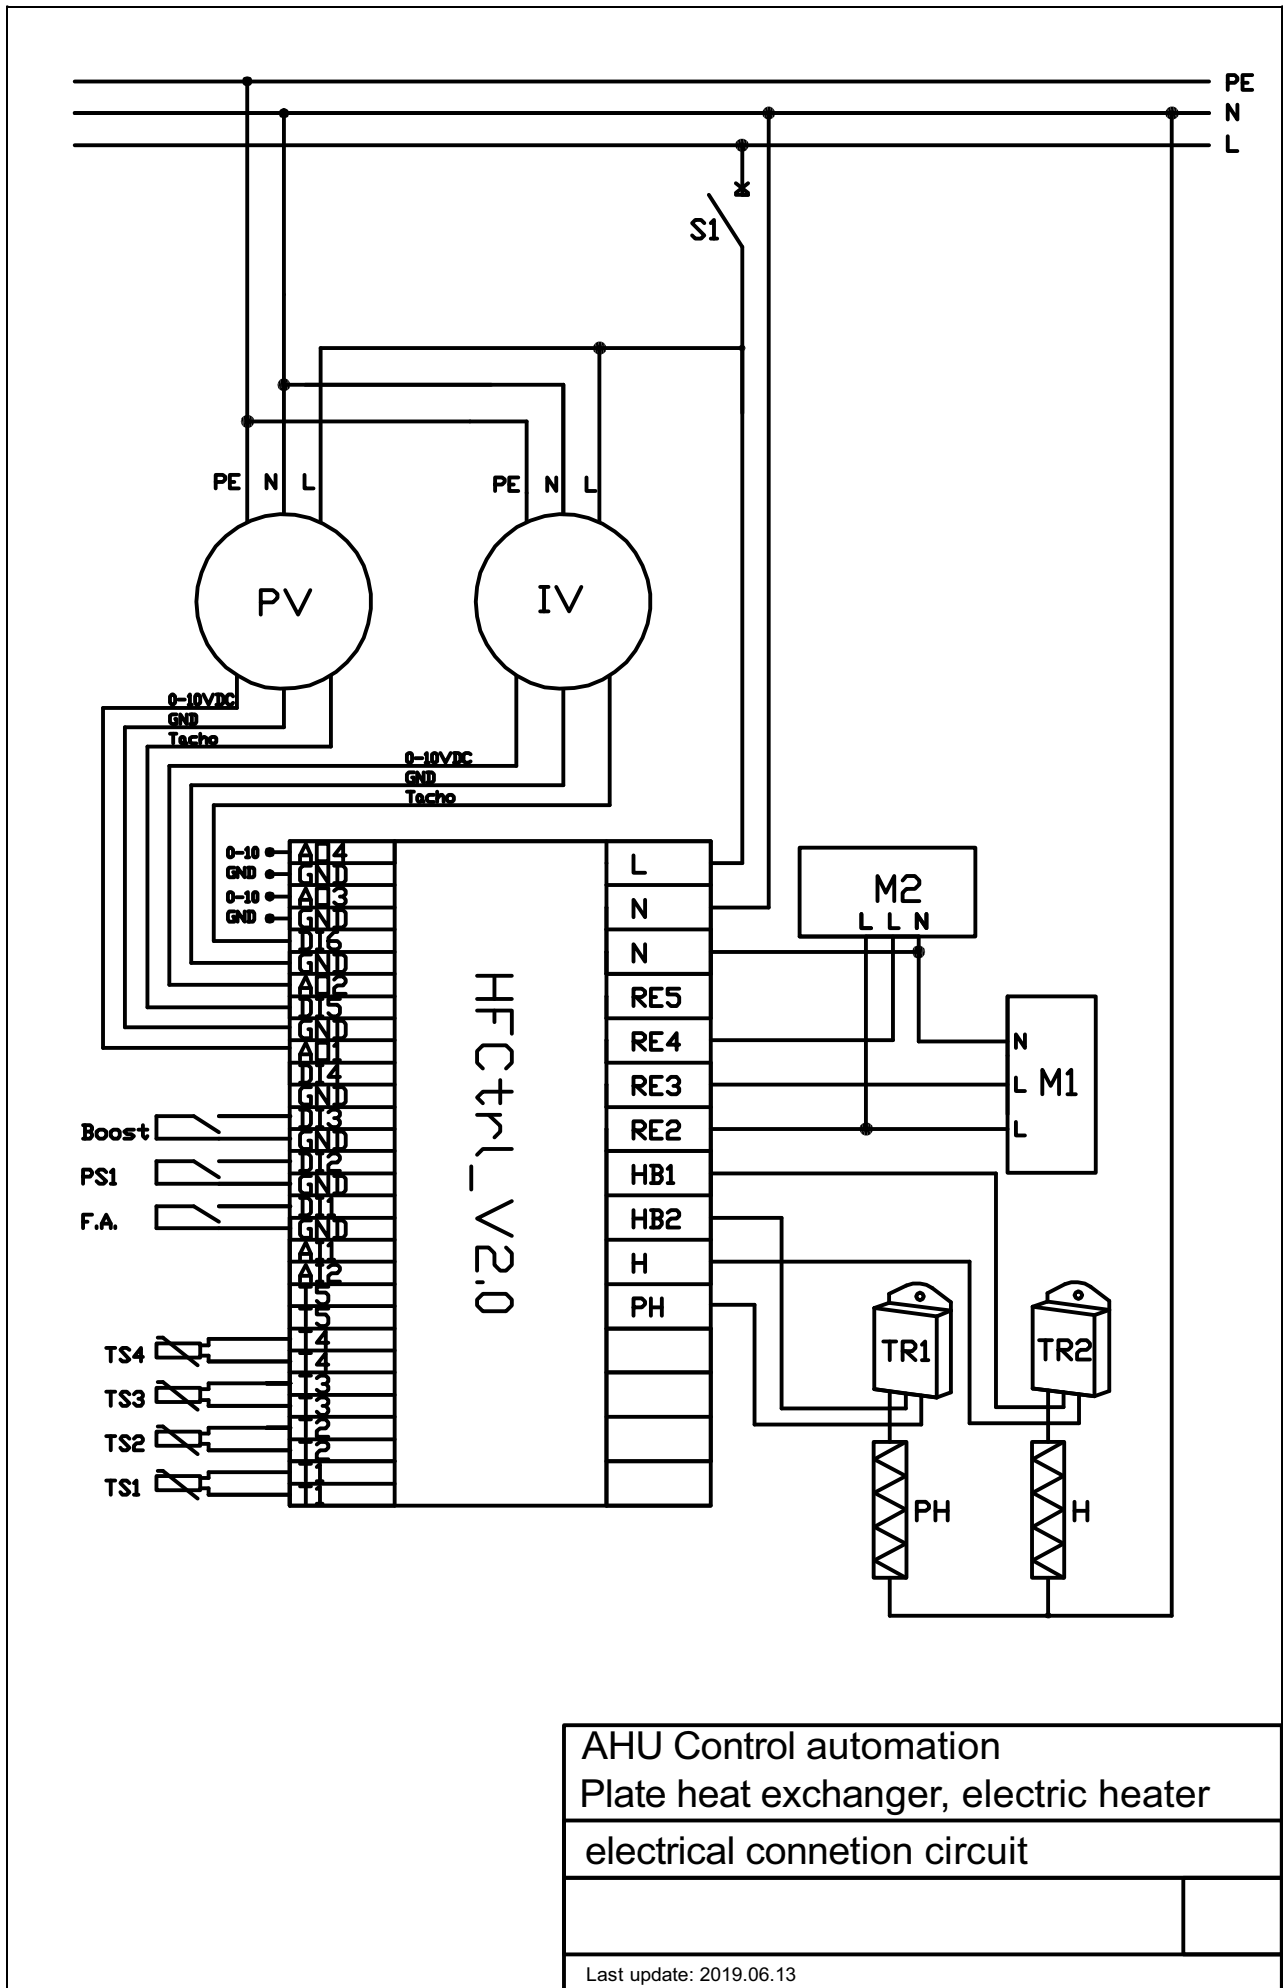 PE
N
L
S1
PE N L
PE N L
PV
IV
0-10VDC
GND
Tacho
0-10VDC
GND
Tacho
0-10
GND
0-10
GND
AO4
GND
AO3
GND
DI6
GND
AO2
DI5
GND
AO1
DI4
GND
DI3
GND
DI2
GND
DI1
GND
AI1
AI2
T5
T5
T4
T4
T3
T3
T2
T2
T1
T1
Boost
PS1
F.A.
TS4
TS3
TS2
TS1
HFCtrl_V2.0
L
N
N
RE5
RE4
RE3
RE2
HB1
HB2
H
PH
M2
L L N
N
L
L
M1
TR1
TR2
PH
H
AHU Control automation
Plate heat exchanger, electric heater
electrical connetion circuit
Last update: 2019.06.13